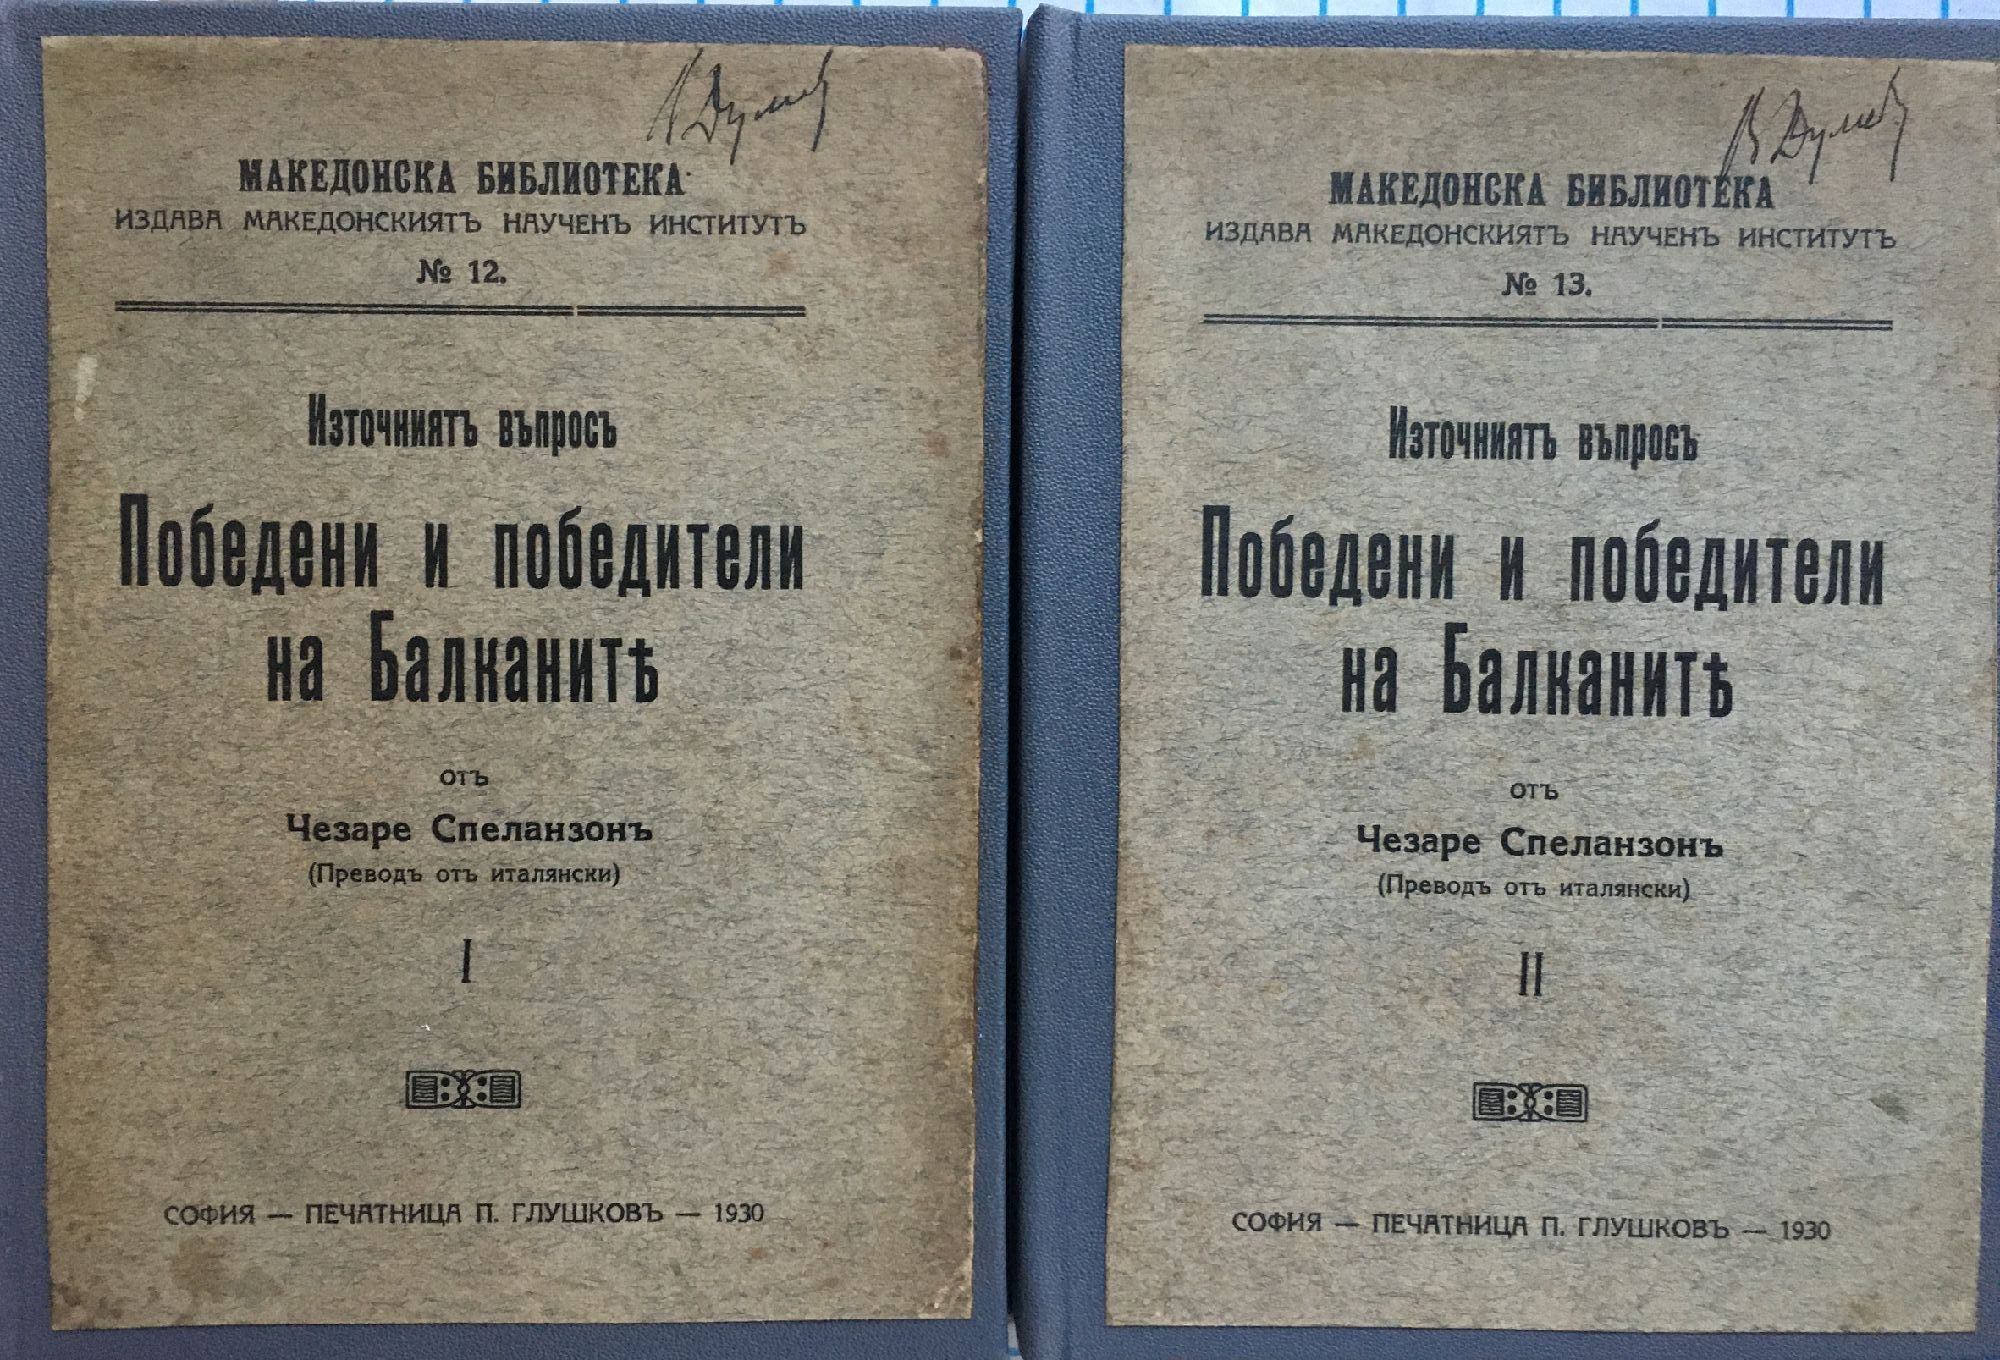 МАКЕДОНСКА БИБЛИОТЕКА
ИЗДАВА МАКЕДОНСКИЯТЪ НАУЧЕНЪ ИНСТИТУТЪ
№ 12.
Източниятъ въпросъ
Победени и победители
на Балканитѣ
отъ
Чезаре Спеланзонъ
(Преводъ отъ италянски)
I
СОФИЯ — ПЕЧАТНИЦА П. ГЛУШКОВЪ — 1930
МАКЕДОНСКА БИБЛИОТЕКА
ИЗДАВА МАКЕДОНСКИЯТЪ НАУЧЕНЪ ИНСТИТУТЪ
№ 13.
Източниятъ въпросъ
Победени и победители
на Балканитѣ
отъ
Чезаре Спеланзонъ
(Преводъ отъ италянски)
II
СОФИЯ — ПЕЧАТНИЦА П. ГЛУШКОВЪ — 1930